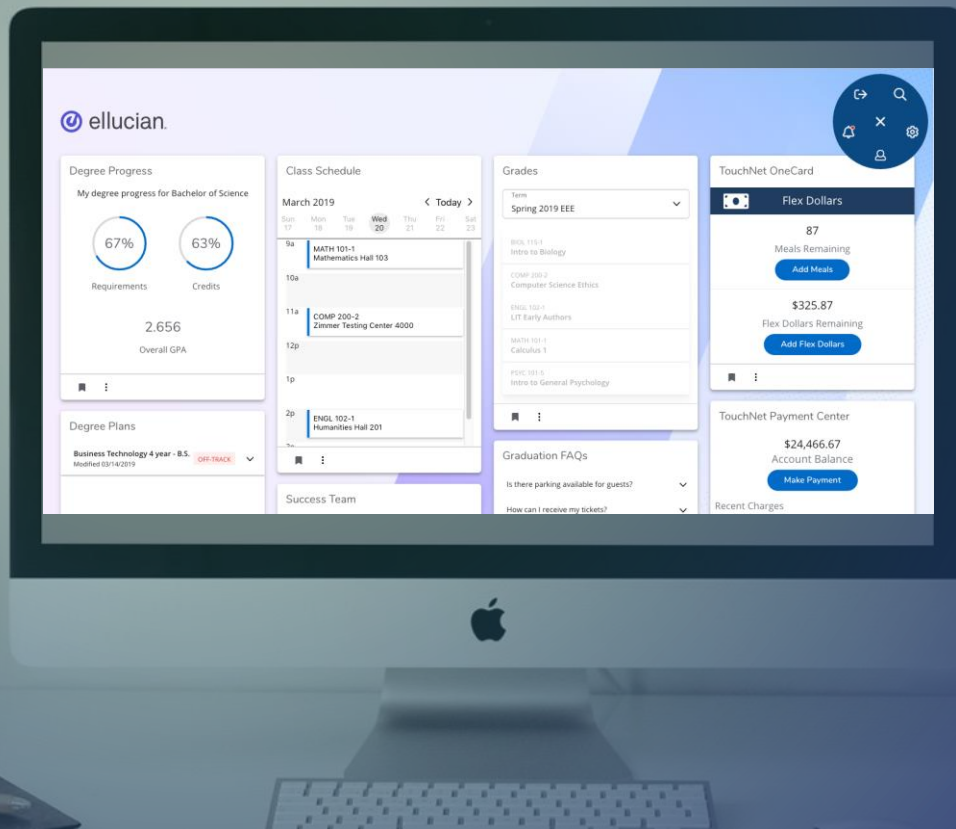 ellucian.
Degree Progress
My degree progress for Bachelor of Science
67%
63%
Requirements
Credits
2.656
Overall GPA
Degree Plans
Business Technology 4 year - B.S.
OFF-TRACK
Modified 03/14/2019
Class Schedule
March 2019
< Today >
Sun Mon Tue Wed Thu Fri Sat
17 18 19 20 21 22 23
9a
MATH 101-1
Mathematics Hall 103
10a
11a
COMP 200-2
Zimmer Testing Center 4000
12p
1p
2p
ENGL 102-1
Humanities Hall 201
Success Team
Grades
Term
Spring 2019 EEE
BIOL 115-1
Intro to Biology
COMP 200-2
Computer Science Ethics
ENGL 102-1
LIT Early Authors
MATH 101-1
Calculus 1
PSYC 101-5
Intro to General Psychology
Graduation FAQs
Is there parking available for guests?
How can I receive my tickets?
TouchNet OneCard
Flex Dollars
87
Meals Remaining
Add Meals
$325.87
Flex Dollars Remaining
Add Flex Dollars
TouchNet Payment Center
$24,466.67
Account Balance
Make Payment
Recent Charges